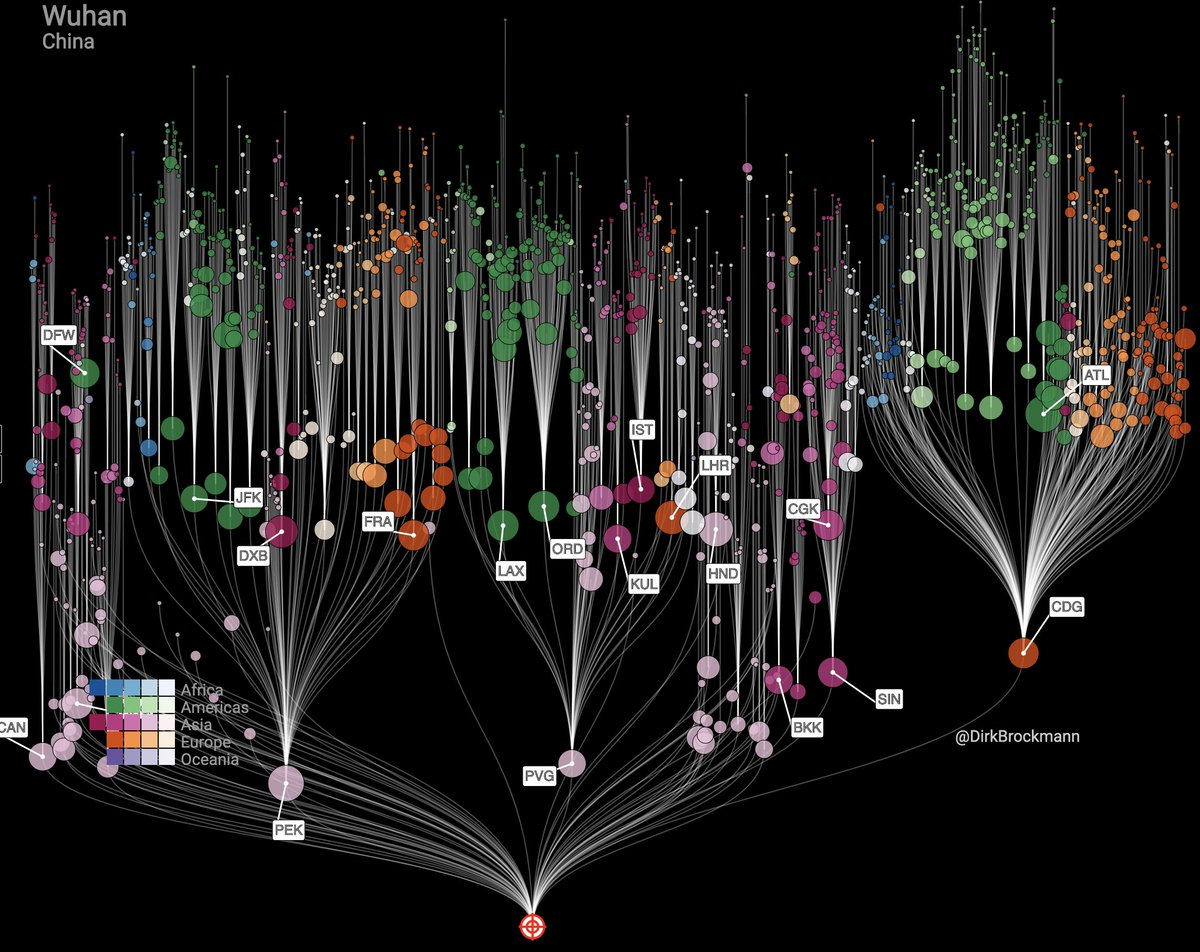 Wuhan
China
DFW
ATL
IST
LHR
JFK
CGK
FRA
DXB
ORD
LAX
HND
KUL
CDG
Africa
SIN
Americas
CAN
Asia
BKK
@DirkBrockmann
Europe
Oceania
PVG
PEK